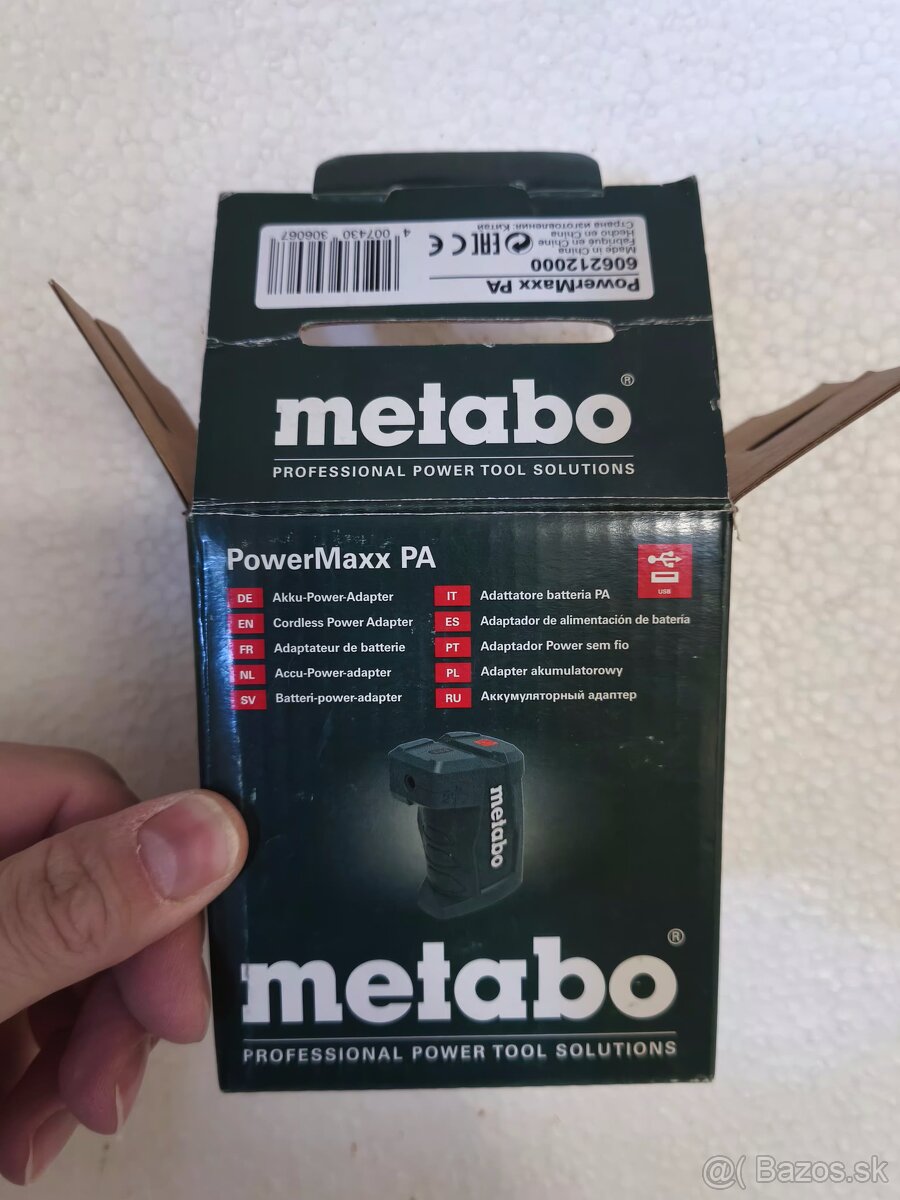 PowerMaxx PA
606212000
Made in China
Fabriqué en Chine
Hecho en China
Страна изготовления: Китай
CE EAC
4 007430 306067
metabo®
PROFESSIONAL POWER TOOL SOLUTIONS
PowerMaxx PA
USB
DE Akku-Power-Adapter
EN Cordless Power Adapter
FR Adaptateur de batterie
NL Accu-Power-adapter
SV Batteri-power-adapter
IT Adattatore batteria PA
ES Adaptador de alimentación de batería
PT Adaptador Power sem fio
PL Adapter akumulatorowy
RU Аккумуляторный адаптер
metabo
metabo®
PROFESSIONAL POWER TOOL SOLUTIONS
@( Bazos.sk